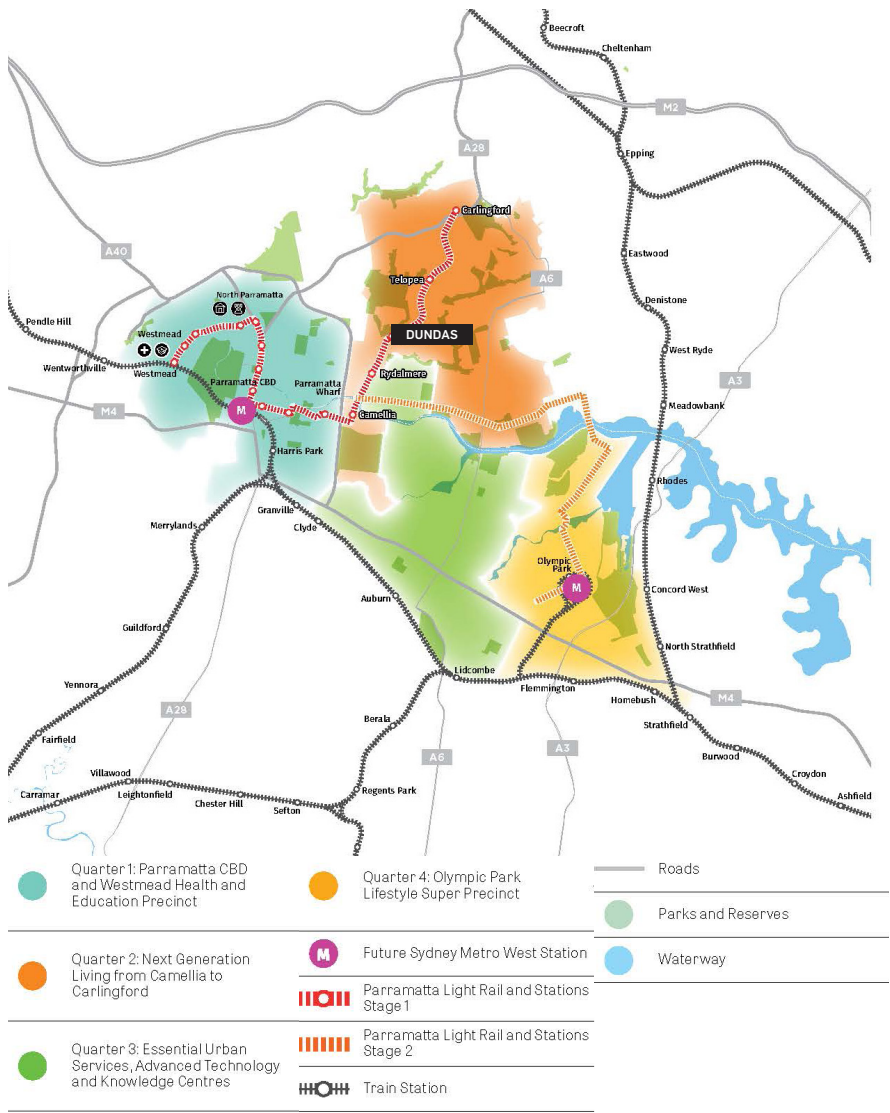 Beecroft
Cheltenham
M2
A28
Epping
Carlingford
A40
Eastwood
Telopea
A6
North Parramatta
Denistone
Pendle Hill
Westmead
DUNDAS
West Ryde
Wentworthville
Westmead
Rydalmere
A3
Parramatta CBD
Parramatta
Wharf
M4
M
Camellia
Meadowbank
Harris Park
Rhodes
Granville
Merrylands
Clyde
Olympic
Park
M
Auburn
Concord West
Guildford
North Strathfield
Lidcombe
Yennora
Flemmington
Homebush
M4
A28
Berala
Strathfield
Fairfield
A6
A3
Burwood
Villawood
Carramar
Leightonfield
Chester Hill
Sefton
Regents Park
Croydon
Ashfield
Quarter 1: Parramatta CBD
and Westmead Health and
Education Precinct
Quarter 2: Next Generation
Living from Camellia to
Carlingford
Quarter 3: Essential Urban
Services, Advanced Technology
and Knowledge Centres
Quarter 4: Olympic Park
Lifestyle Super Precinct
M
Future Sydney Metro West Station
Parramatta Light Rail and Stations
Stage 1
Parramatta Light Rail and Stations
Stage 2
Train Station
Roads
Parks and Reserves
Waterway